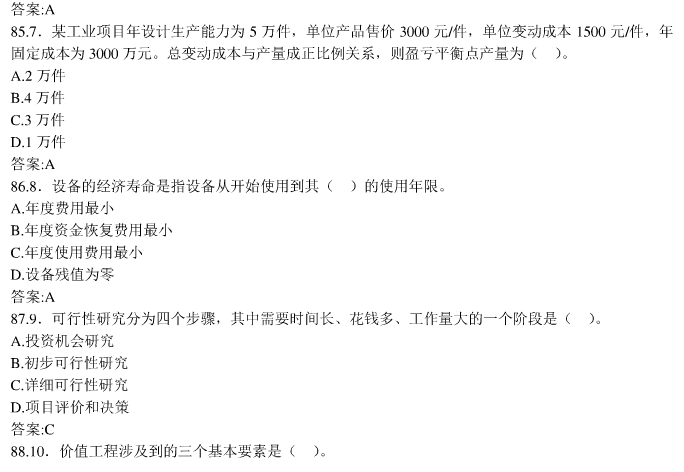 答案:A
85.7．某工业项目年设计生产能力为 5 万件，单位产品售价 3000 元/件，单位变动成本 1500 元/件，年
固定成本为 3000 万元。总变动成本与产量成正比例关系，则盈亏平衡点产量为（　）。
A.2 万件
B.4 万件
C.3 万件
D.1 万件
答案:A
86.8．设备的经济寿命是指设备从开始使用到其（　）的使用年限。
A.年度费用最小
B.年度资金恢复费用最小
C.年度使用费用最小
D.设备残值为零
答案:A
87.9．可行性研究分为四个步骤，其中需要时间长、花钱多、工作量大的一个阶段是（　）。
A.投资机会研究
B.初步可行性研究
C.详细可行性研究
D.项目评价和决策
答案:C
88.10．价值工程涉及到的三个基本要素是（　）。